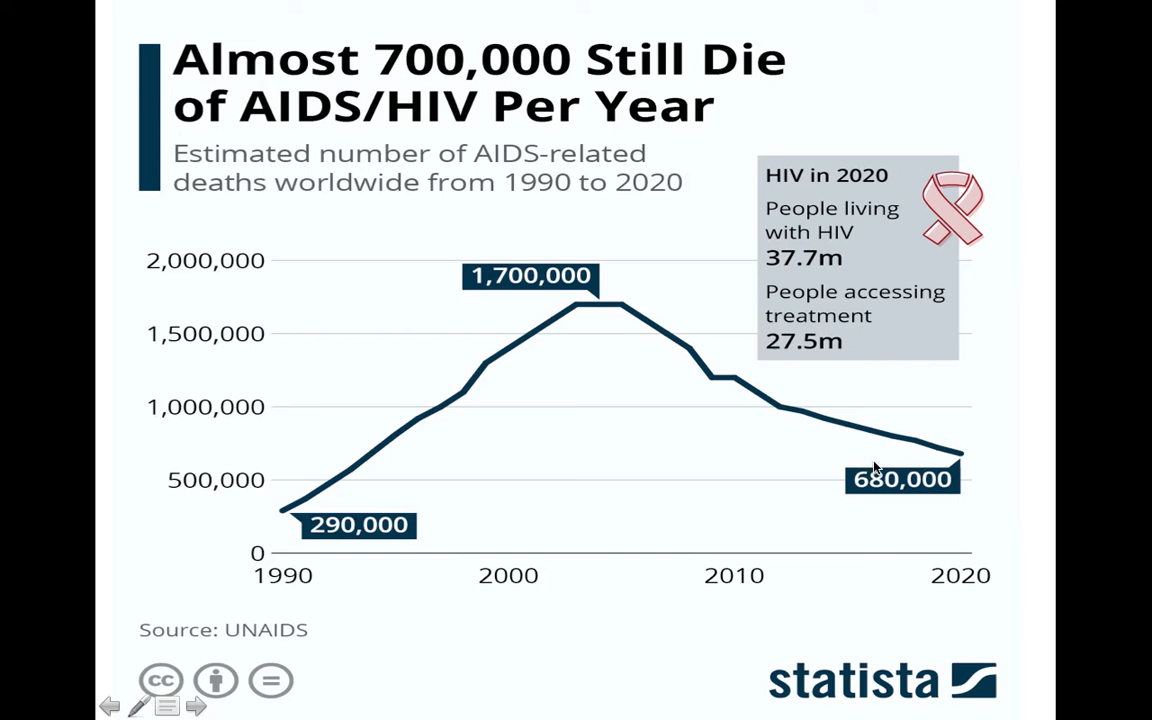 Almost 700,000 Still Die
of AIDS/HIV Per Year
Estimated number of AIDS-related
deaths worldwide from 1990 to 2020
HIV in 2020
People living
with HIV
37.7m
People accessing
treatment
27.5m
2,000,000
1,700,000
1,500,000
1,000,000
500,000
680,000
290,000
0
1990 2000 2010 2020
Source: UNAIDS
cc
statista